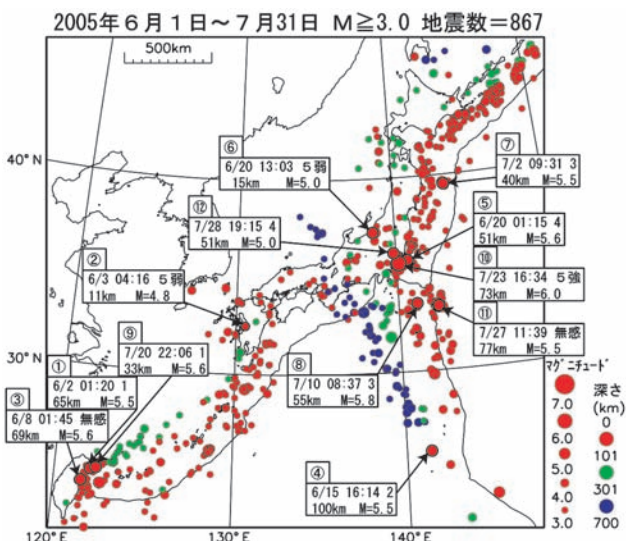 2005年6月1日～7月31日 M≧3.0 地震数＝867
500km
⑥
6/20 13:03 5弱
15km M=5.0
⑦
7/2 09:31 3
40km M=5.5
40°N
⑫
7/28 19:15 4
51km M=5.0
⑤
6/20 01:15 4
51km M=5.6
②
6/3 04:16 5弱
11km M=4.8
⑩
7/23 16:34 5強
73km M=6.0
⑨
7/20 22:06 1
33km M=5.6
⑪
7/27 11:39 無感
77km M=5.5
30°N
①
6/2 01:20 1
65km M=5.5
⑧
7/10 08:37 3
55km M=5.8
③
6/8 01:45 無感
69km M=5.6
④
6/15 16:14 2
100km M=5.5
マグニチュード
7.0
6.0
5.0
4.0
3.0
深さ
(km)
0
101
301
700
120°E
130°E
140°E